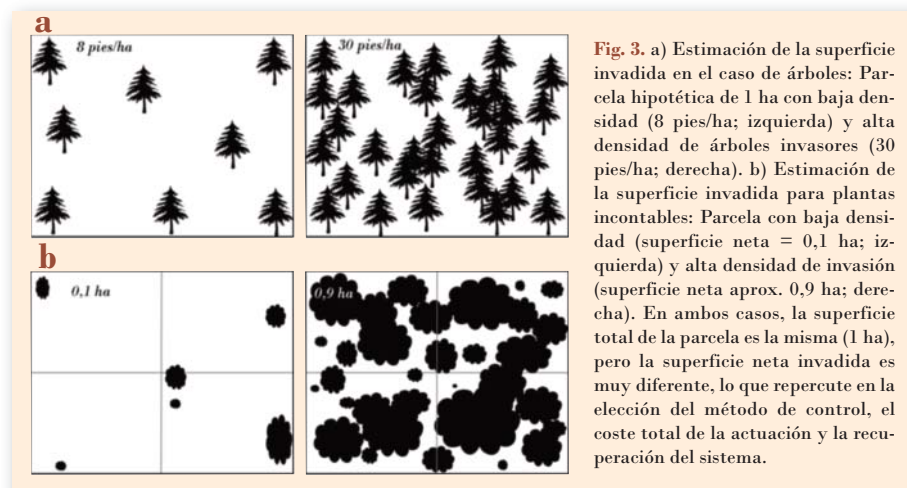 a
8 pies/ha
30 pies/ha
b
0,1 ha
0,9 ha
Fig. 3. a) Estimación de la superficie
invadida en el caso de árboles: Par-
cela hipotética de 1 ha con baja den-
sidad (8 pies/ha; izquierda) y alta
densidad de árboles invasores (30
pies/ha; derecha). b) Estimación de
la superficie invadida para plantas
incontables: Parcela con baja densi-
dad (superficie neta = 0,1 ha; iz-
quierda) y alta densidad de invasión
(superficie neta aprox. 0,9 ha; dere-
cha). En ambos casos, la superficie
total de la parcela es la misma (1 ha),
pero la superficie neta invadida es
muy diferente, lo que repercute en la
elección del método de control, el
coste total de la actuación y la recu-
peración del sistema.